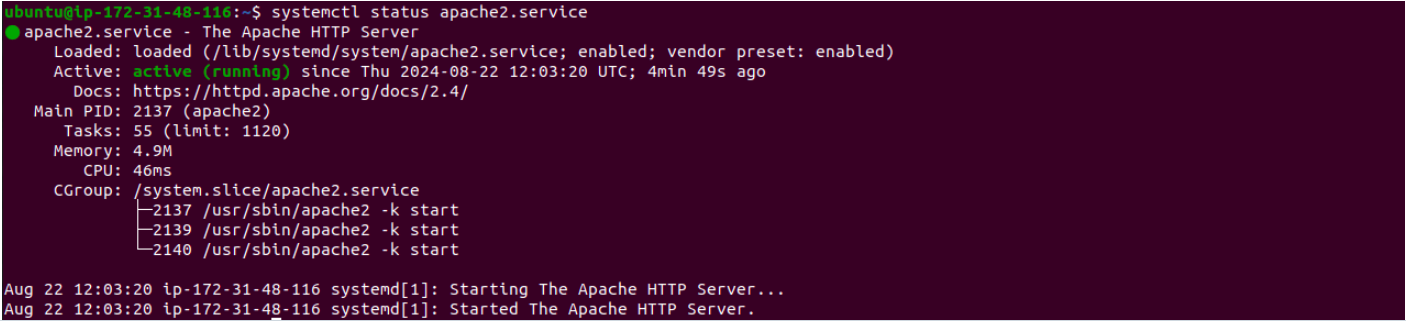 ubuntu@ip-172-31-48-116:~$ systemctl status apache2.service
● apache2.service - The Apache HTTP Server
     Loaded: loaded (/lib/systemd/system/apache2.service; enabled; vendor preset: enabled)
     Active: active (running) since Thu 2024-08-22 12:03:20 UTC; 4min 49s ago
       Docs: https://httpd.apache.org/docs/2.4/
   Main PID: 2137 (apache2)
      Tasks: 55 (limit: 1120)
     Memory: 4.9M
        CPU: 46ms
     CGroup: /system.slice/apache2.service
             ├─2137 /usr/sbin/apache2 -k start
             ├─2139 /usr/sbin/apache2 -k start
             └─2140 /usr/sbin/apache2 -k start
Aug 22 12:03:20 ip-172-31-48-116 systemd[1]: Starting The Apache HTTP Server...
Aug 22 12:03:20 ip-172-31-48-116 systemd[1]: Started The Apache HTTP Server.